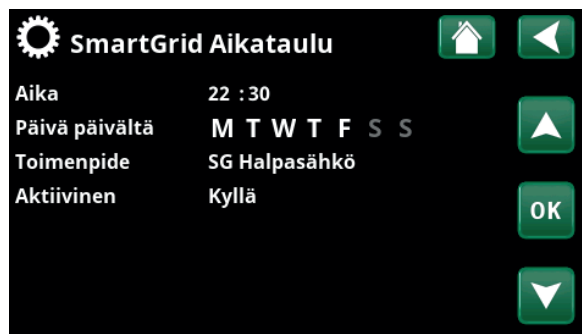 SmartGrid Aikataulu
Aika 22 :30
Päivä päivältä M T W T F S S
Toimenpide SG Halpasähkö
Aktiivinen Kyllä
OK